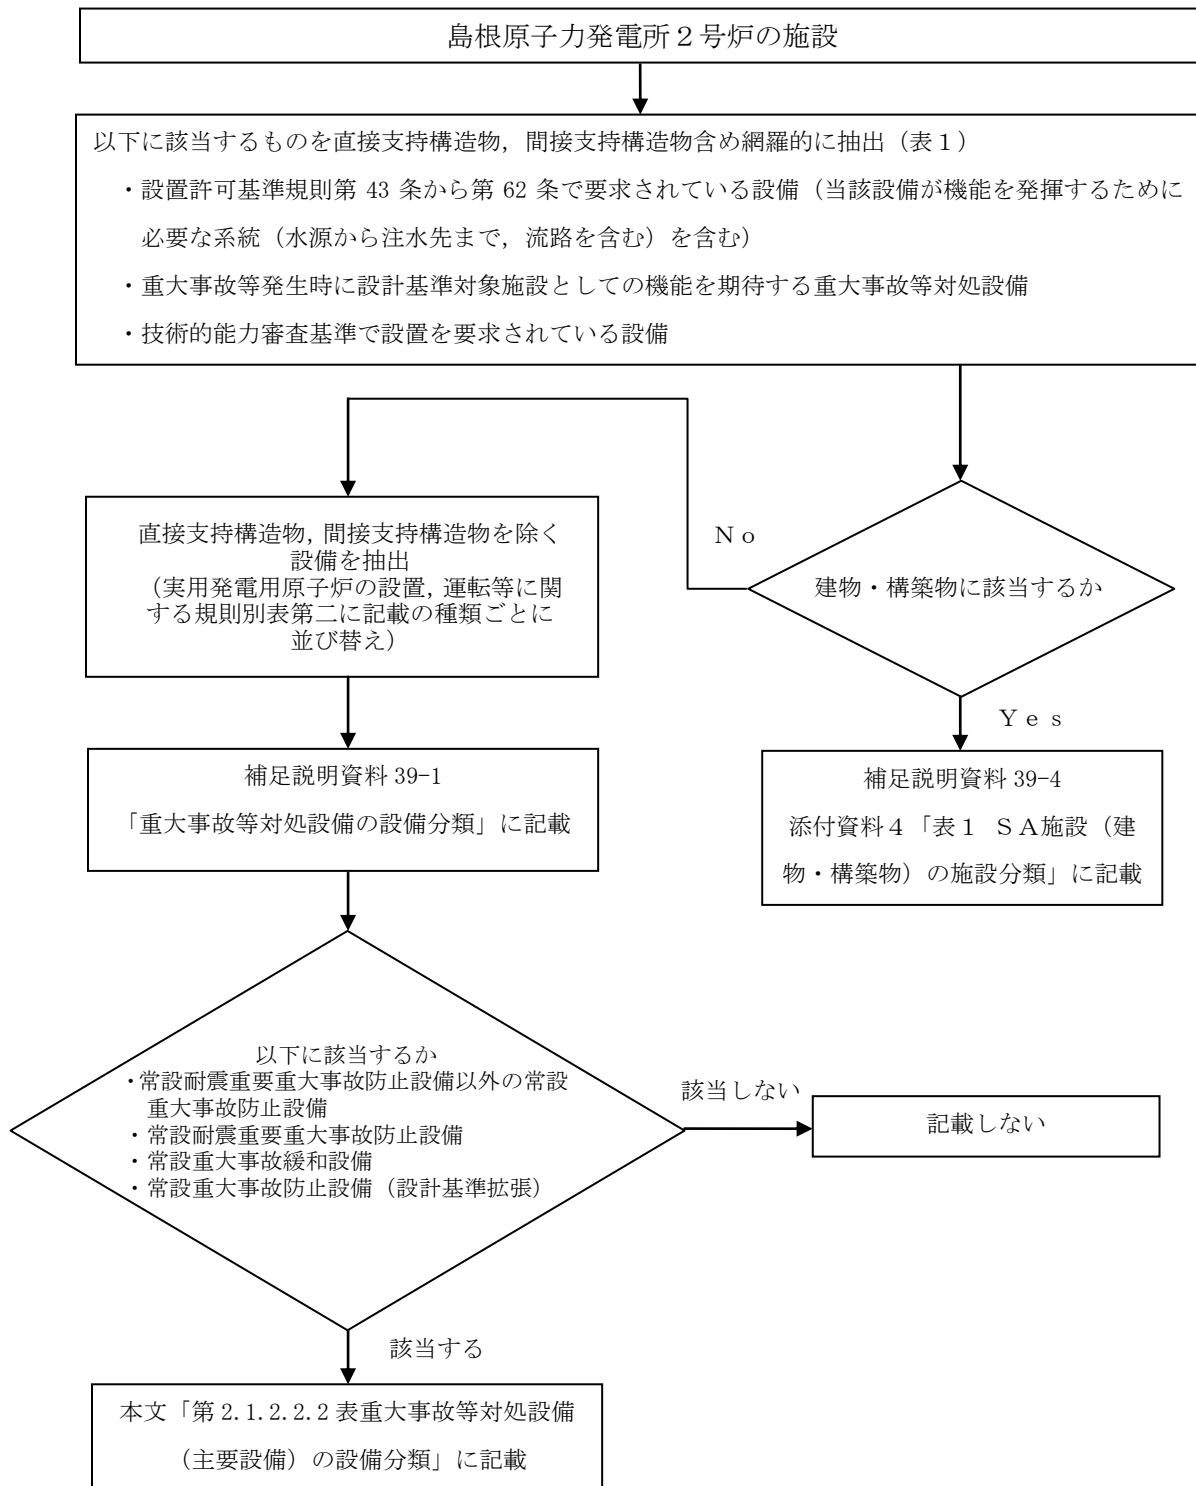 島根原子力発電所２号炉の施設
以下に該当するものを直接支持構造物，間接支持構造物含め網羅的に抽出（表１）
・設置許可基準規則第 43 条から第 62 条で要求されている設備（当該設備が機能を発揮するために
必要な系統（水源から注水先まで，流路を含む）を含む）
・重大事故等発生時に設計基準対象施設としての機能を期待する重大事故等対処設備
・技術的能力審査基準で設置を要求されている設備
Ｎｏ
建物・構築物に該当するか
直接支持構造物，間接支持構造物を除く
設備を抽出
（実用発電用原子炉の設置，運転等に関
する規則別表第二に記載の種類ごとに
並び替え）
Ｙｅｓ
補足説明資料 39-1
「重大事故等対処設備の設備分類」に記載
補足説明資料 39-4
添付資料４「表１ ＳＡ施設（建
物・構築物）の施設分類」に記載
以下に該当するか
・常設耐震重要重大事故防止設備以外の常設
重大事故防止設備
・常設耐震重要重大事故防止設備
・常設重大事故緩和設備
・常設重大事故防止設備（設計基準拡張）
該当しない
記載しない
該当する
本文「第 2.1.2.2.2 表重大事故等対処設備
（主要設備）の設備分類」に記載